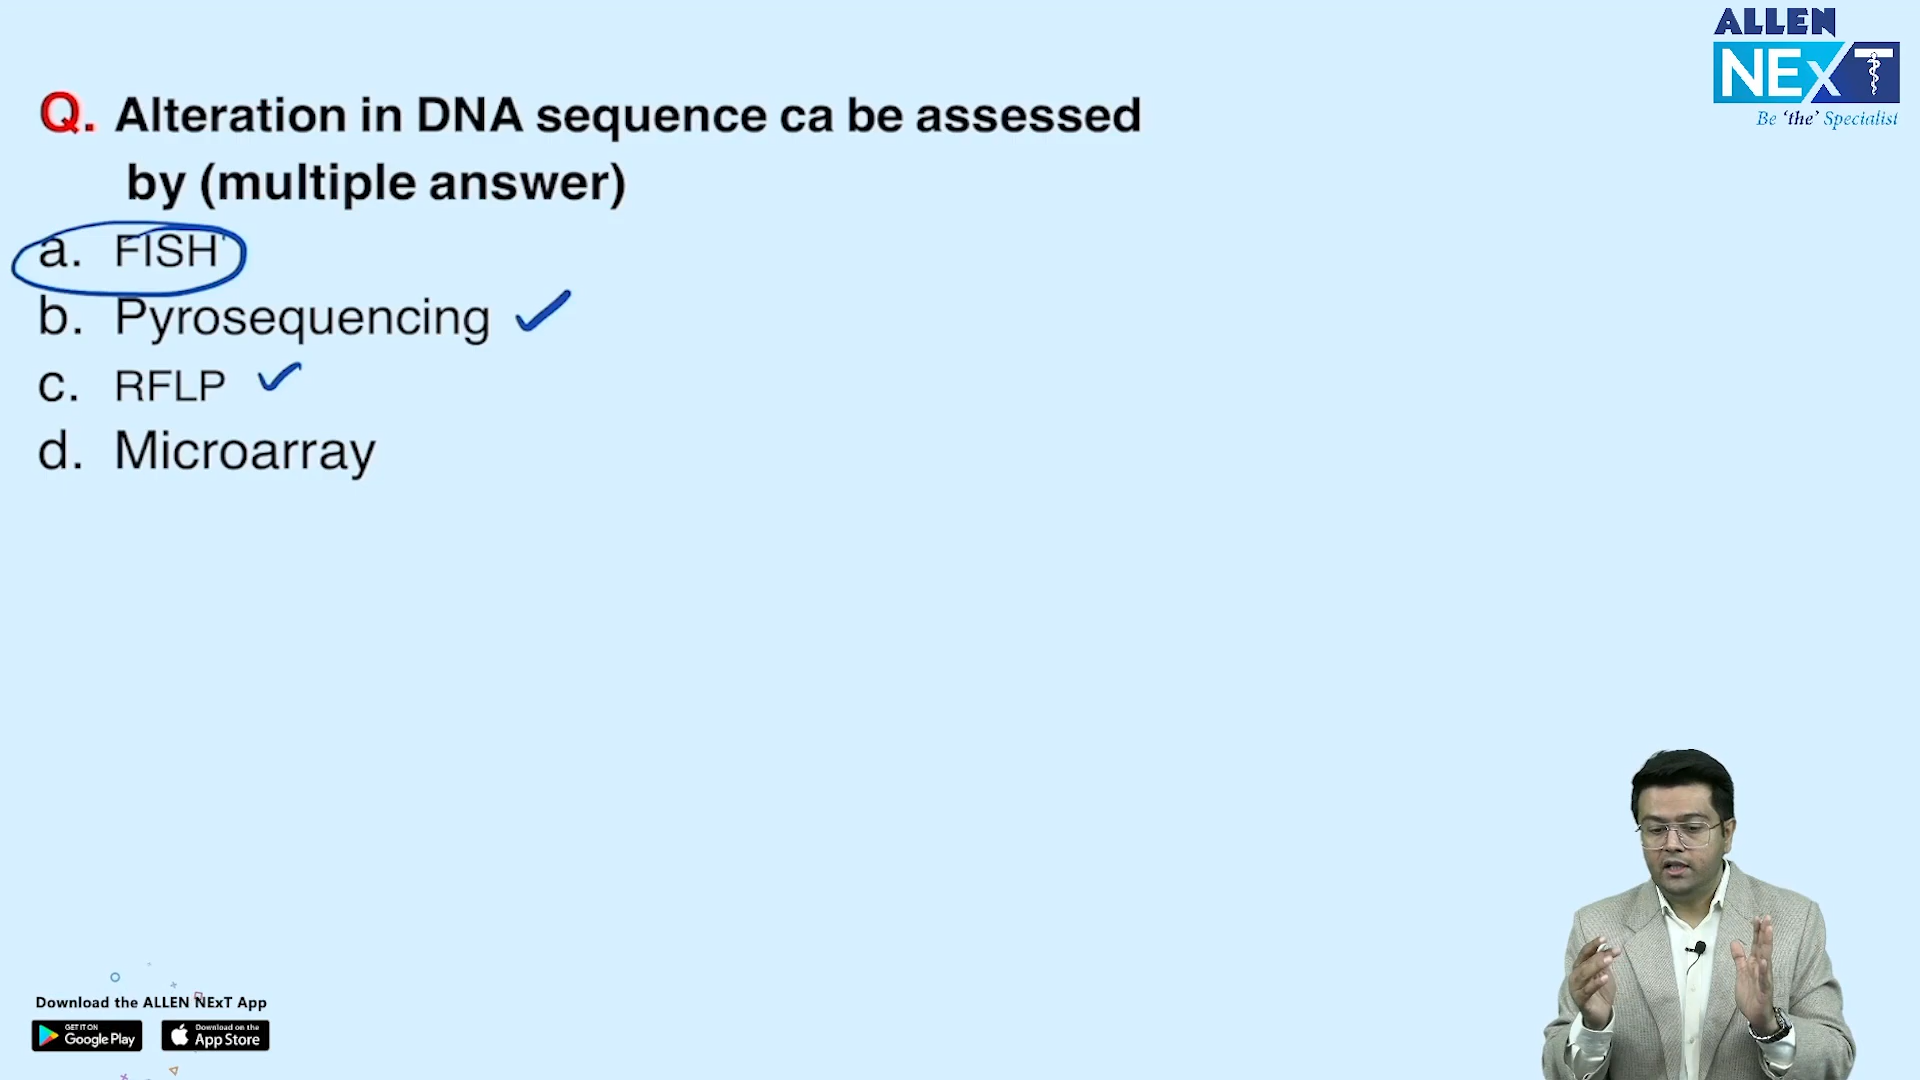 ALLEN
NExT
Be 'the' Specialist
Q. Alteration in DNA sequence ca be assessed
by (multiple answer)
a. FISH
b. Pyrosequencing
c. RFLP
d. Microarray
Download the ALLEN NExT App
GET IT ON
Google Play
Download on the
App Store